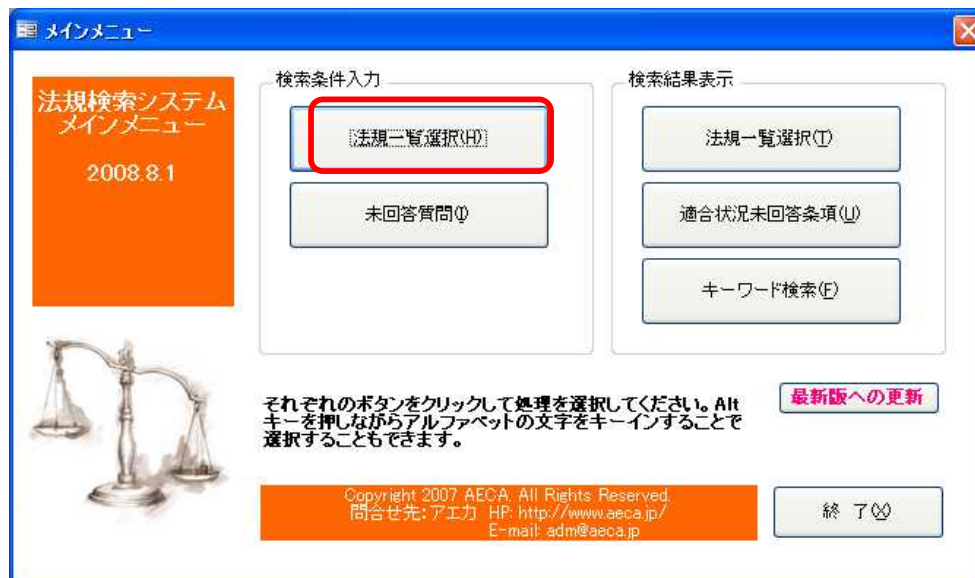 メインメニュー
法規検索システム
メインメニュー
2008.8.1
検索条件入力
法規一覧選択(H)
未回答質問(I)
検索結果表示
法規一覧選択(T)
適合状況未回答条項(U)
キーワード検索(F)
それぞれのボタンをクリックして処理を選択してください。Alt
キーを押しながらアルファベットの文字をキーインすることで
選択することもできます。
最新版への更新
Copyright 2007 AECA. All Rights Reserved.
問合せ先:アエカ HP: http://www.aeca.jp/
E-mail: adm@aeca.jp
終 了(X)